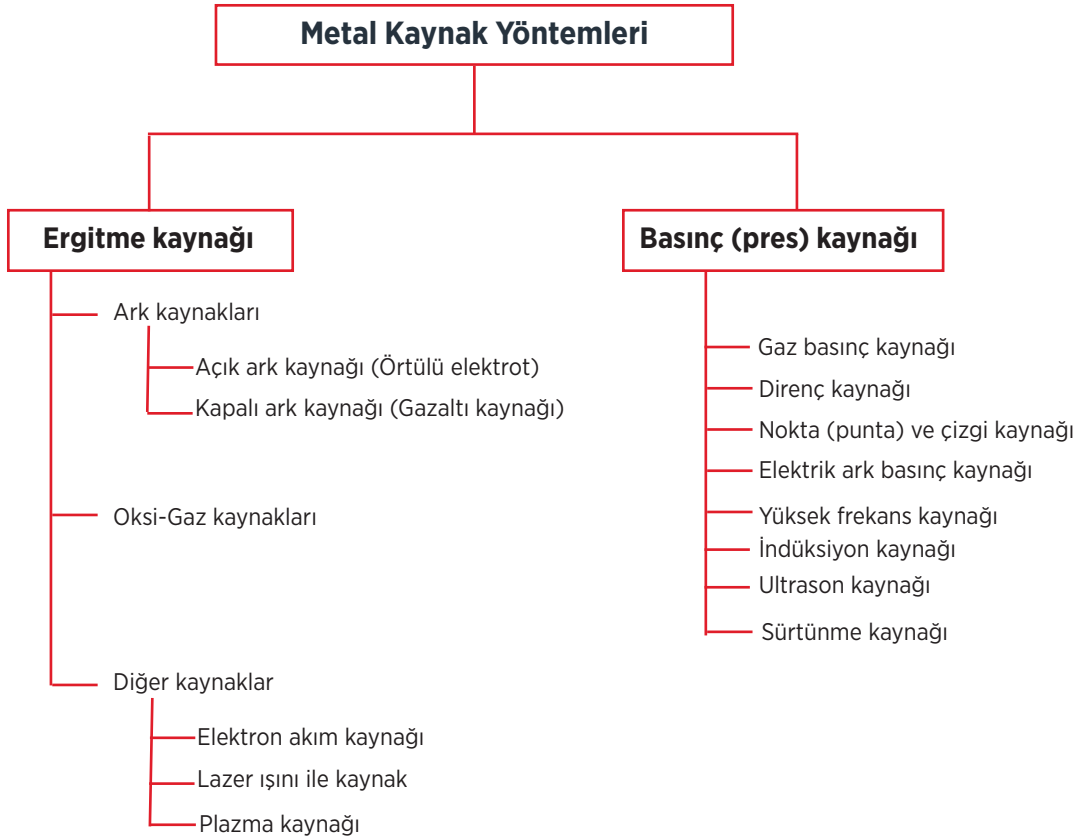 Metal Kaynak Yöntemleri
Ergitme kaynağı
Ark kaynakları
Açık ark kaynağı (Örtülü elektrot)
Kapalı ark kaynağı (Gazaltı kaynağı)
Oksi-Gaz kaynakları
Diğer kaynaklar
Elektron akım kaynağı
Lazer ışını ile kaynak
Plazma kaynağı
Basınç (pres) kaynağı
Gaz basınç kaynağı
Direnç kaynağı
Nokta (punta) ve çizgi kaynağı
Elektrik ark basınç kaynağı
Yüksek frekans kaynağı
İndüksiyon kaynağı
Ultrason kaynağı
Sürtünme kaynağı